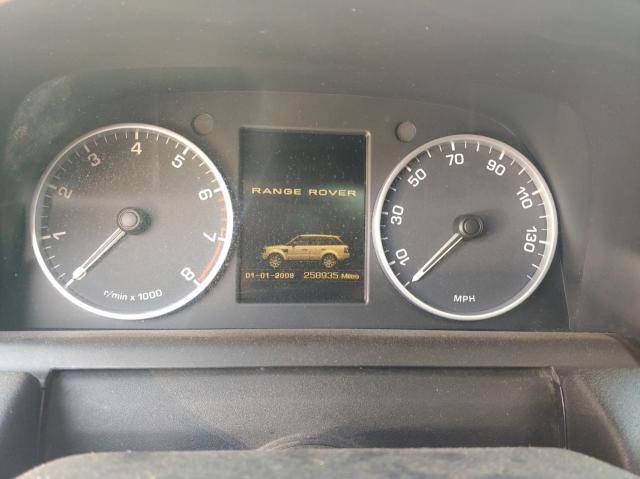 1 2 3 4 5 6 7 8
r/min x 1000
RANGE ROVER
01-01-2009 258935 Miles
10 30 50 70 90 110 130
MPH